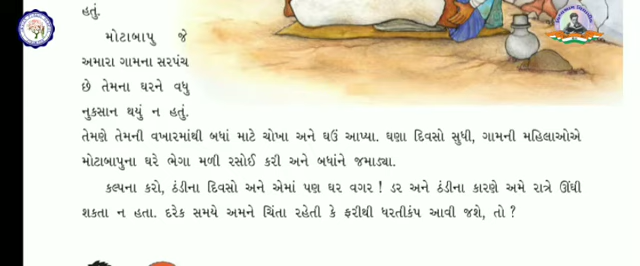 હતું.
મોટાબાપુ જે
અમારા ગામના સરપંચ
છે તેમના ઘરને વધુ
નુકસાન થયું ન હતું.
તેમણે તેમની વખારમાંથી બધાં માટે ચોખા અને ઘઉં આપ્યા. ઘણા દિવસો સુધી, ગામની મહિલાઓએ
મોટાબાપુના ઘરે ભેગા મળી રસોઈ કરી અને બધાંને જમાડ્યા.
કલ્પના કરો, ઠંડીના દિવસો અને એમાં પણ ઘર વગર ! ડર અને ઠંડીના કારણે અમે રાત્રે ઊંઘી
શકતા ન હતા. દરેક સમયે અમને ચિંતા રહેતી કે ફરીથી ધરતીકંપ આવી જશે, તો ?